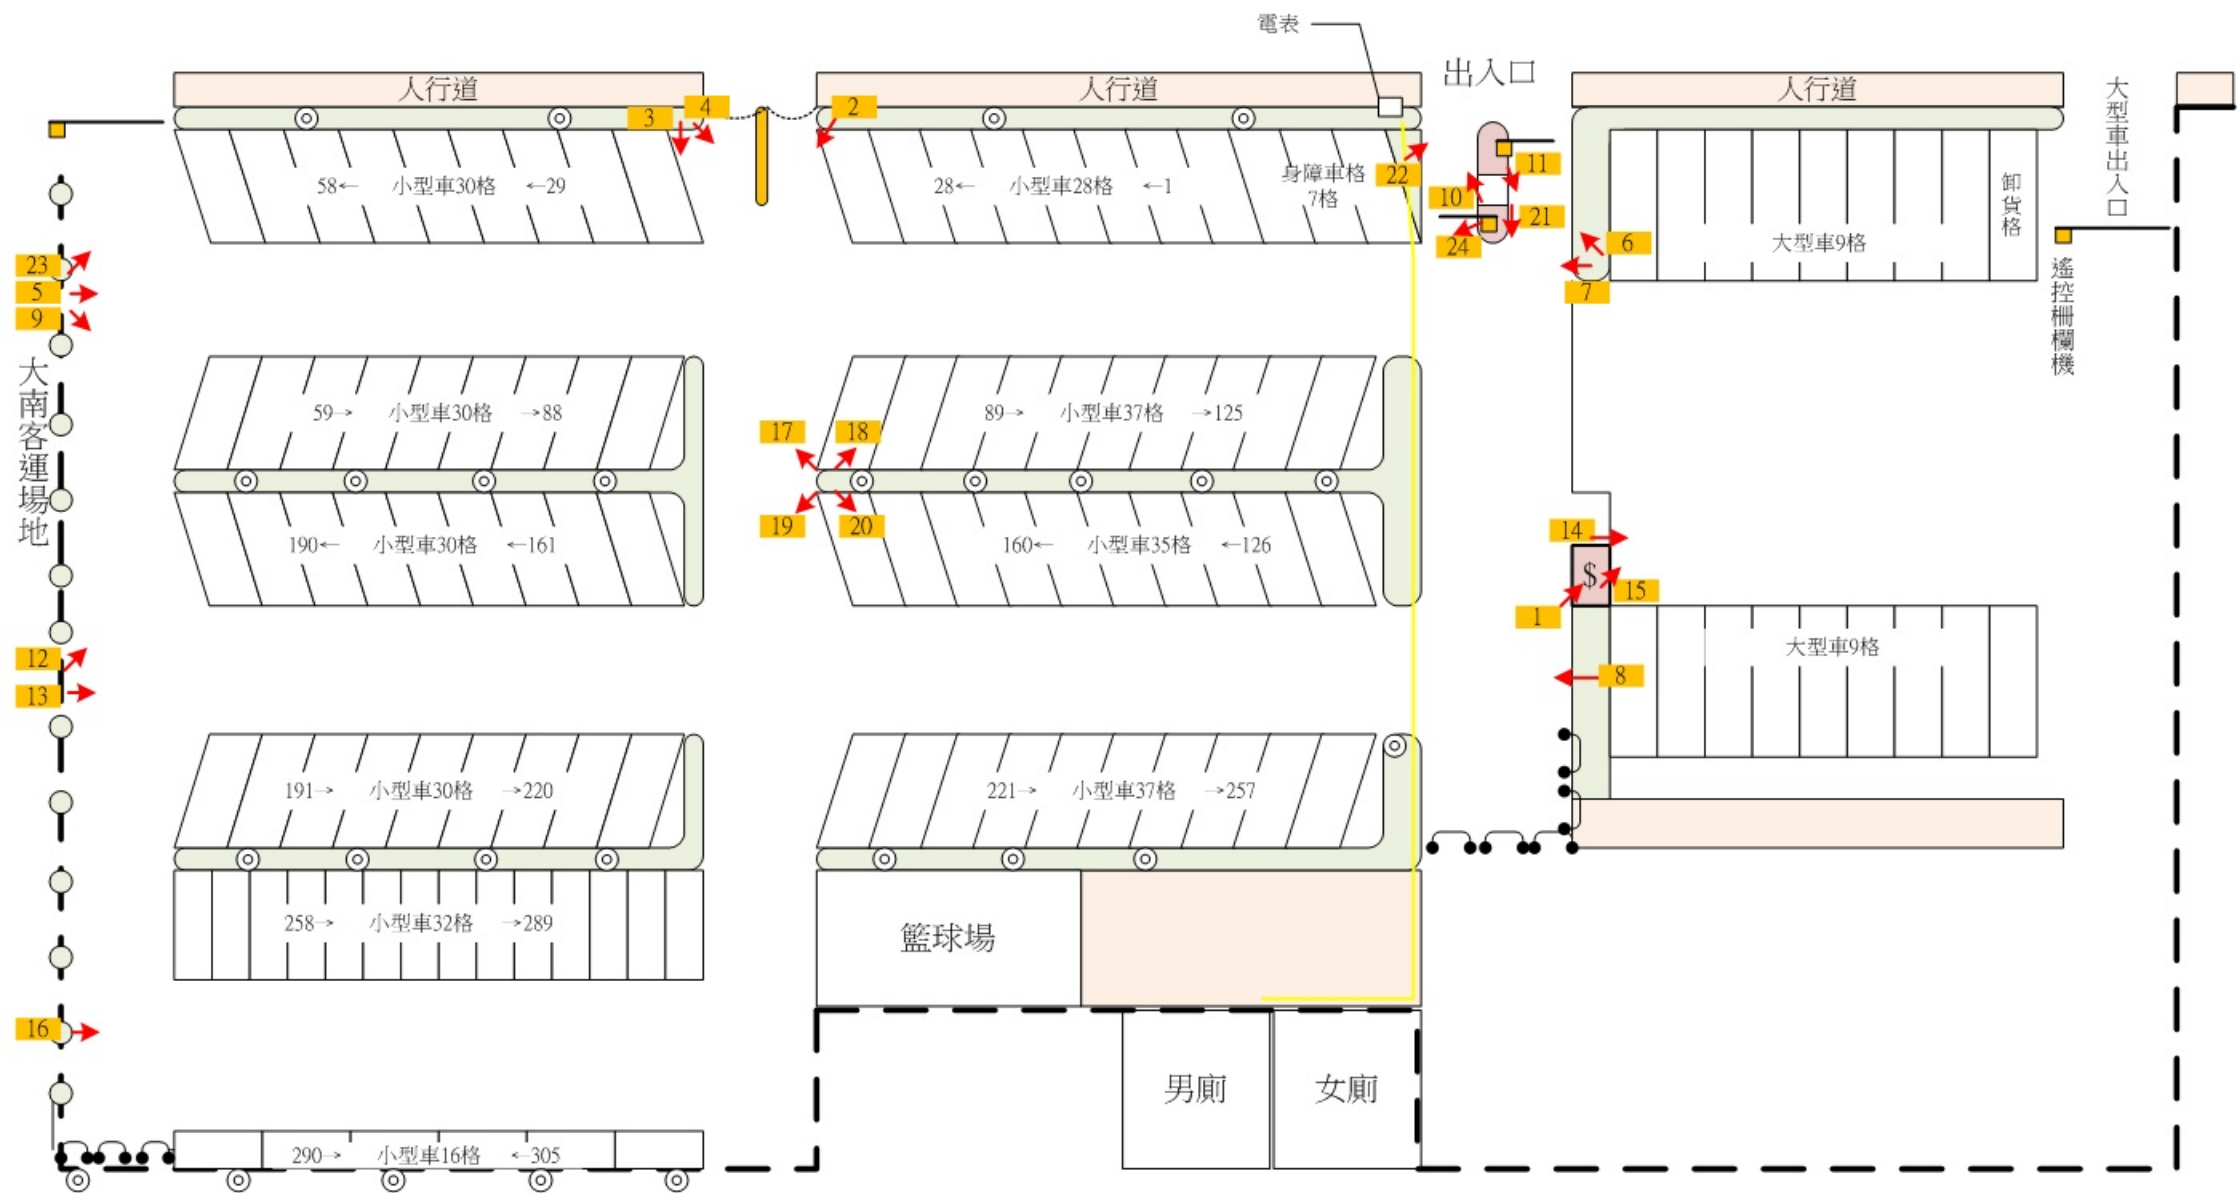 電表
出入口
人行道
人行道
人行道
大型車出入口
3
4
2
11
22
10
21
24
6
7
58← 小型車30格 ←29
28← 小型車28格 ←1
身障車格
7格
大型車9格
卸貨格
遙控柵欄機
23
5
9
大南客運場地
59→ 小型車30格 →88
89→ 小型車37格 →125
17
18
19
20
190← 小型車30格 ←161
160← 小型車35格 ←126
14
$
15
1
大型車9格
8
12
13
191→ 小型車30格 →220
221→ 小型車37格 →257
258→ 小型車32格 →289
籃球場
16
男廁
女廁
290→ 小型車16格 ←305